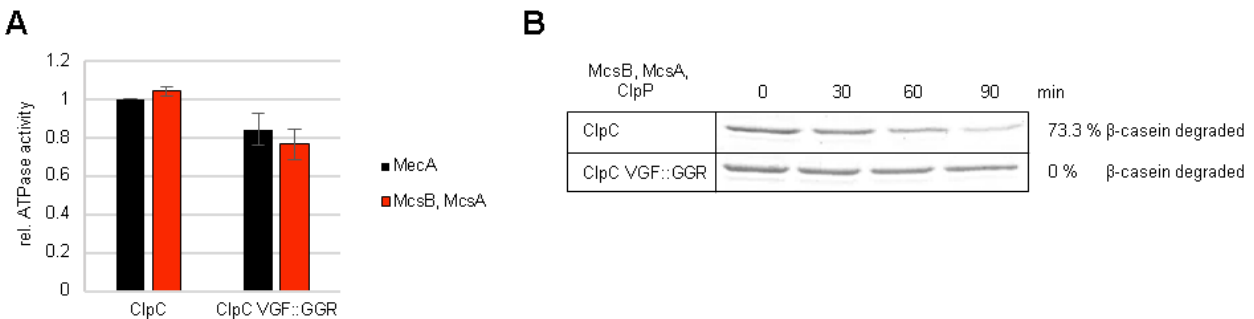 A
1.2
1
0.8
0.6
0.4
0.2
0
rel. ATPase activity
ClpC
ClpC VGF::GGR
MecA
McsB, McsA
B
McsB, McsA,
ClpP
0 30 60 90 min
ClpC
73.3 % β-casein degraded
ClpC VGF::GGR
0 % β-casein degraded